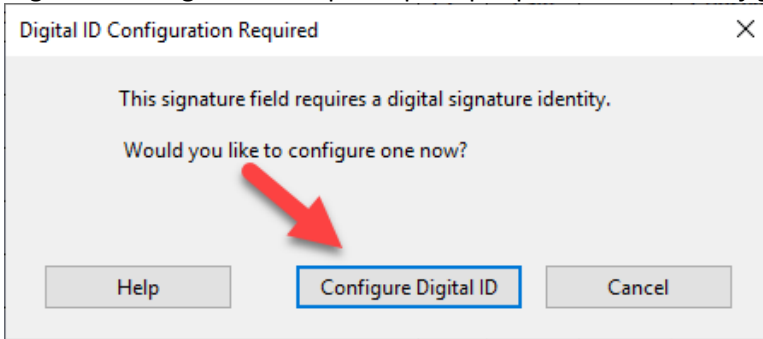 Digital ID Configuration Required
This signature field requires a digital signature identity.
Would you like to configure one now?
Help
Configure Digital ID
Cancel